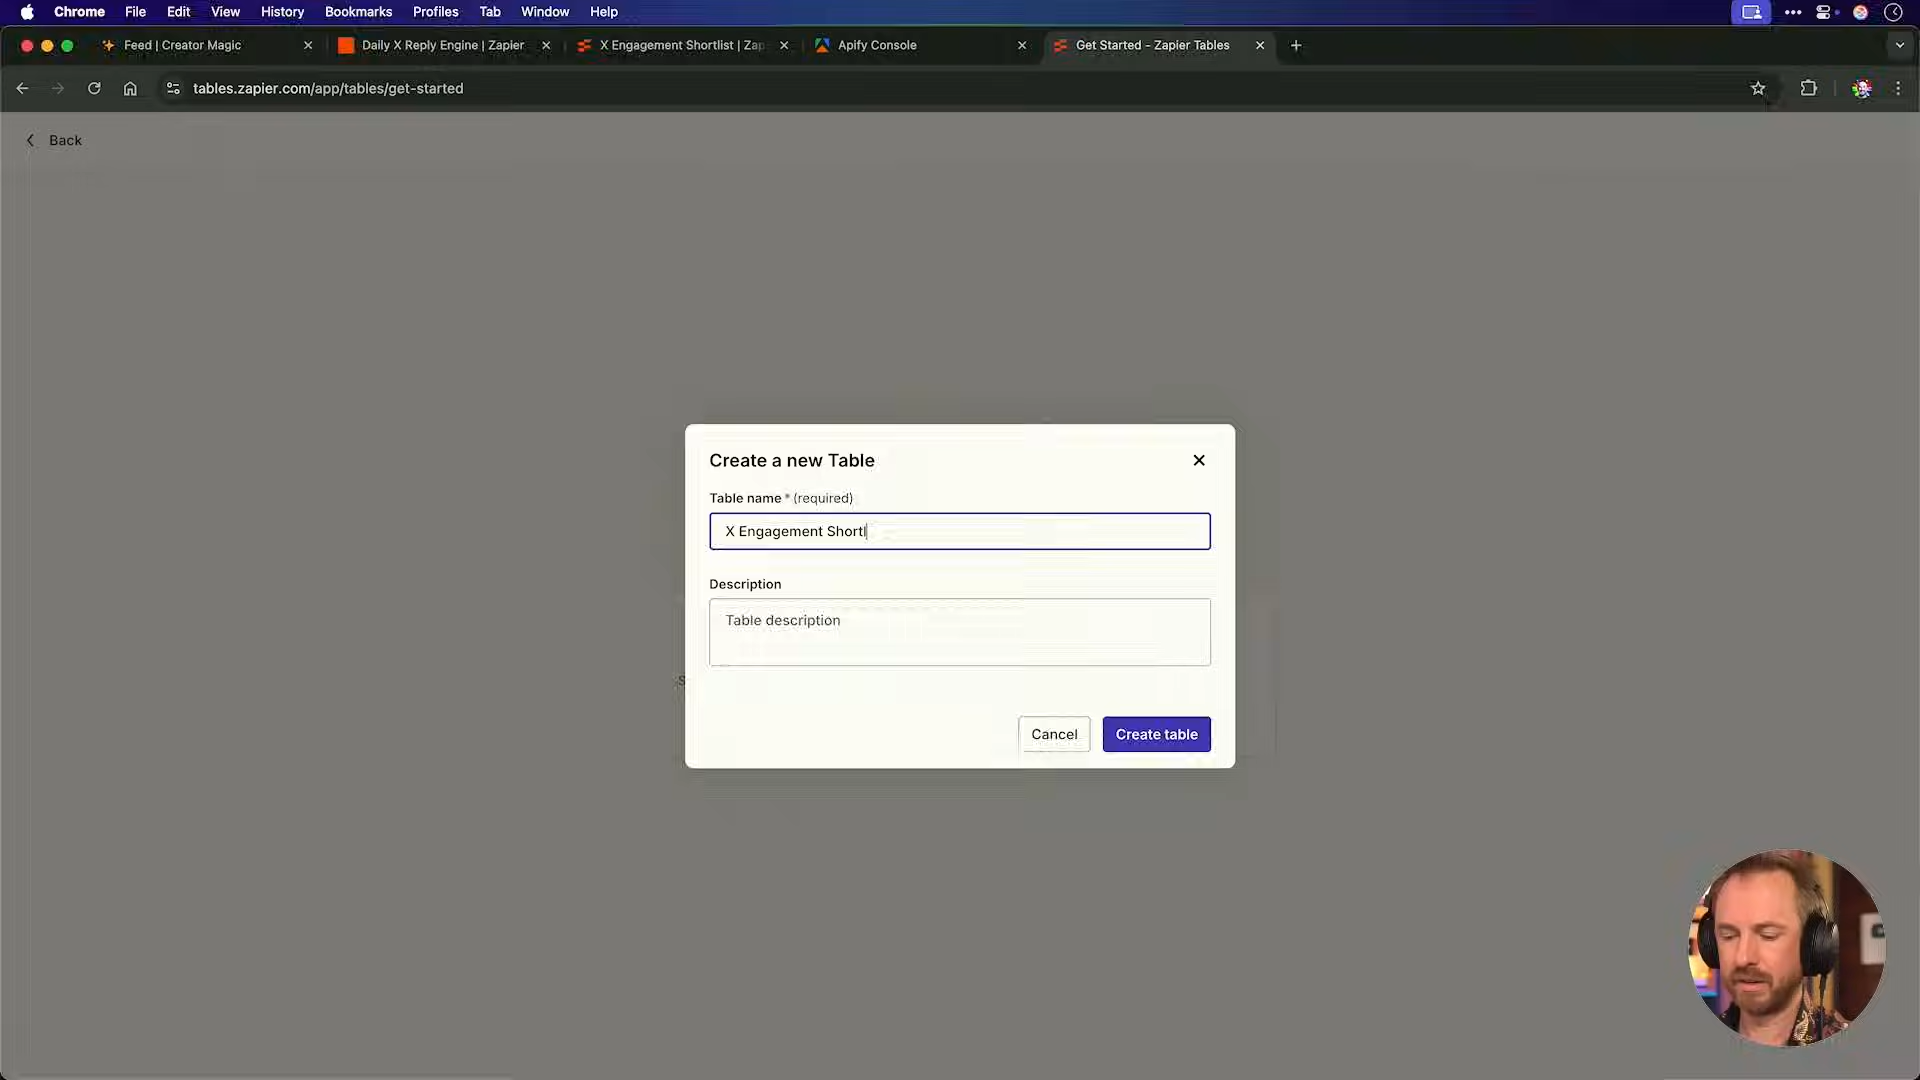 Chrome File Edit View History Bookmarks Profiles Tab Window Help
Feed | Creator Magic
Daily X Reply Engine | Zapier
X Engagement Shortlist | Zap
Apify Console
Get Started - Zapier Tables
tables.zapier.com/app/tables/get-started
Back
Create a new Table
Table name * (required)
X Engagement Shortl
Description
Table description
Cancel
Create table